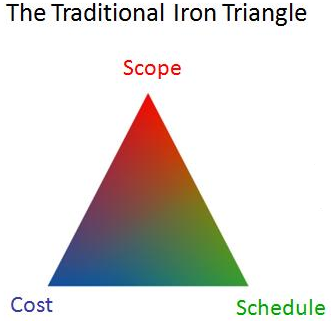 The Traditional Iron Triangle
Scope
Cost
Schedule